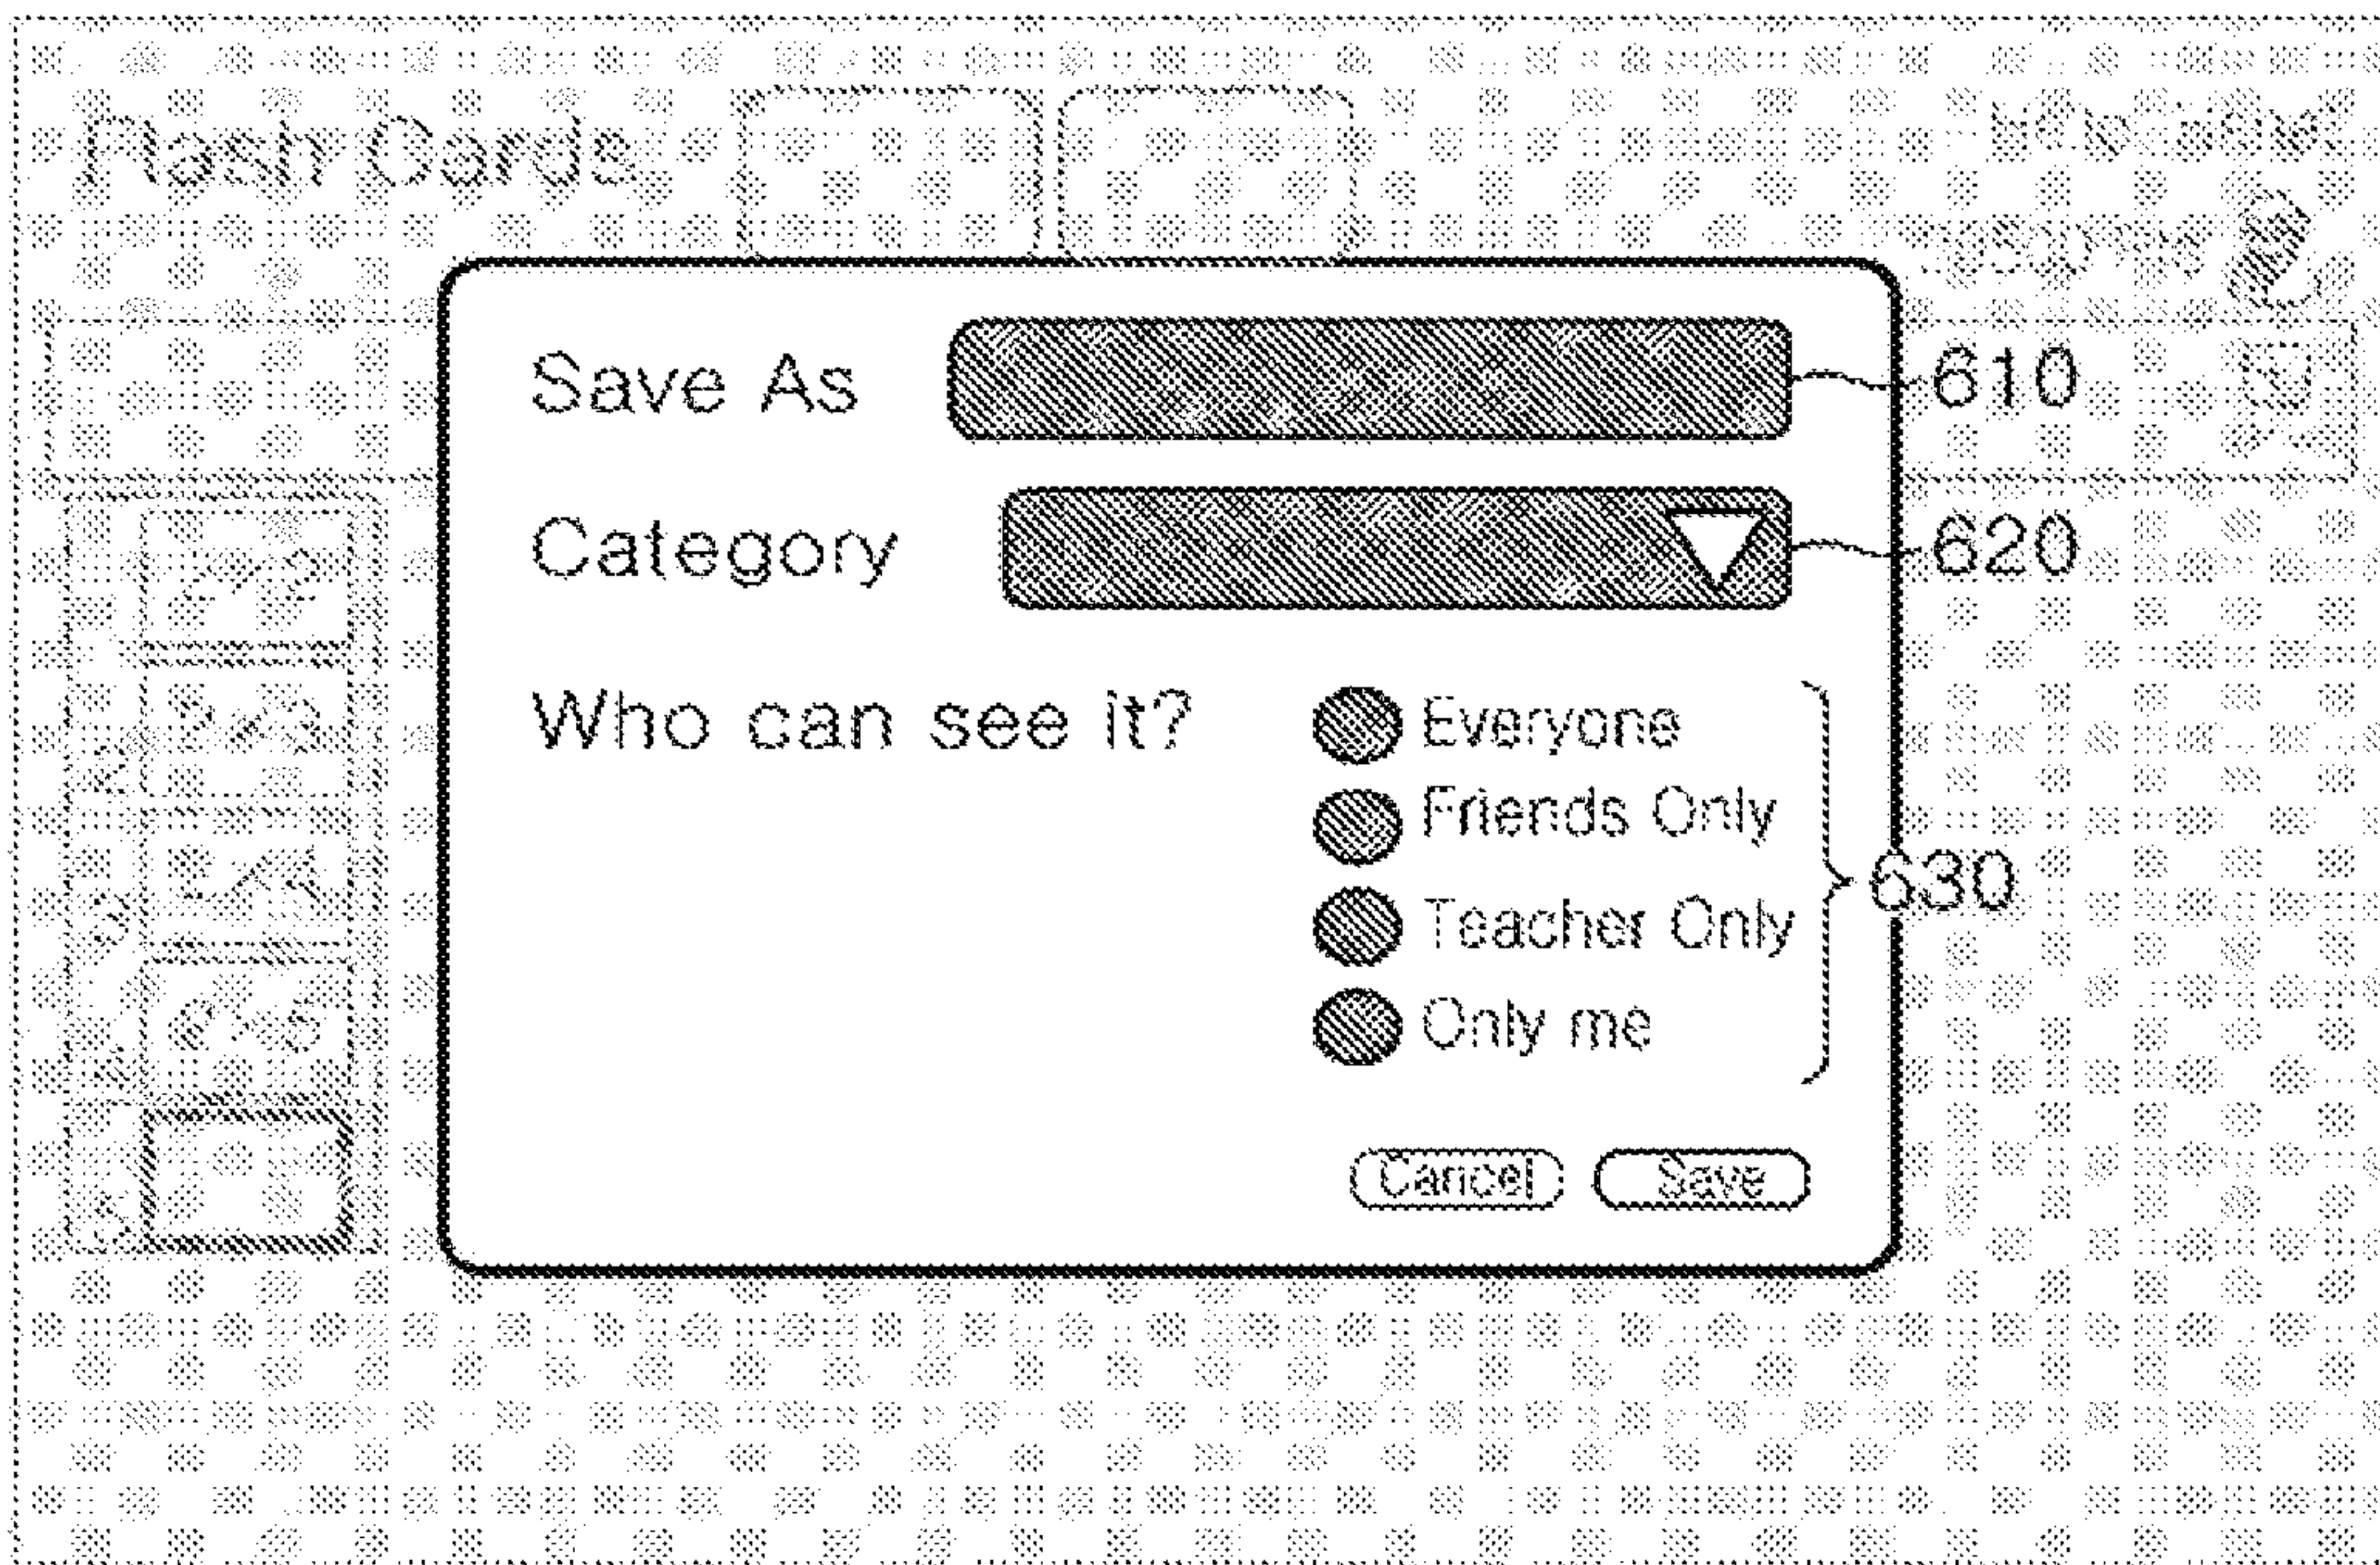 Flash Cards
Save As
610
Category
620
Who can see it?
Everyone
Friends Only
Teacher Only
Only me
630
Cancel
Save